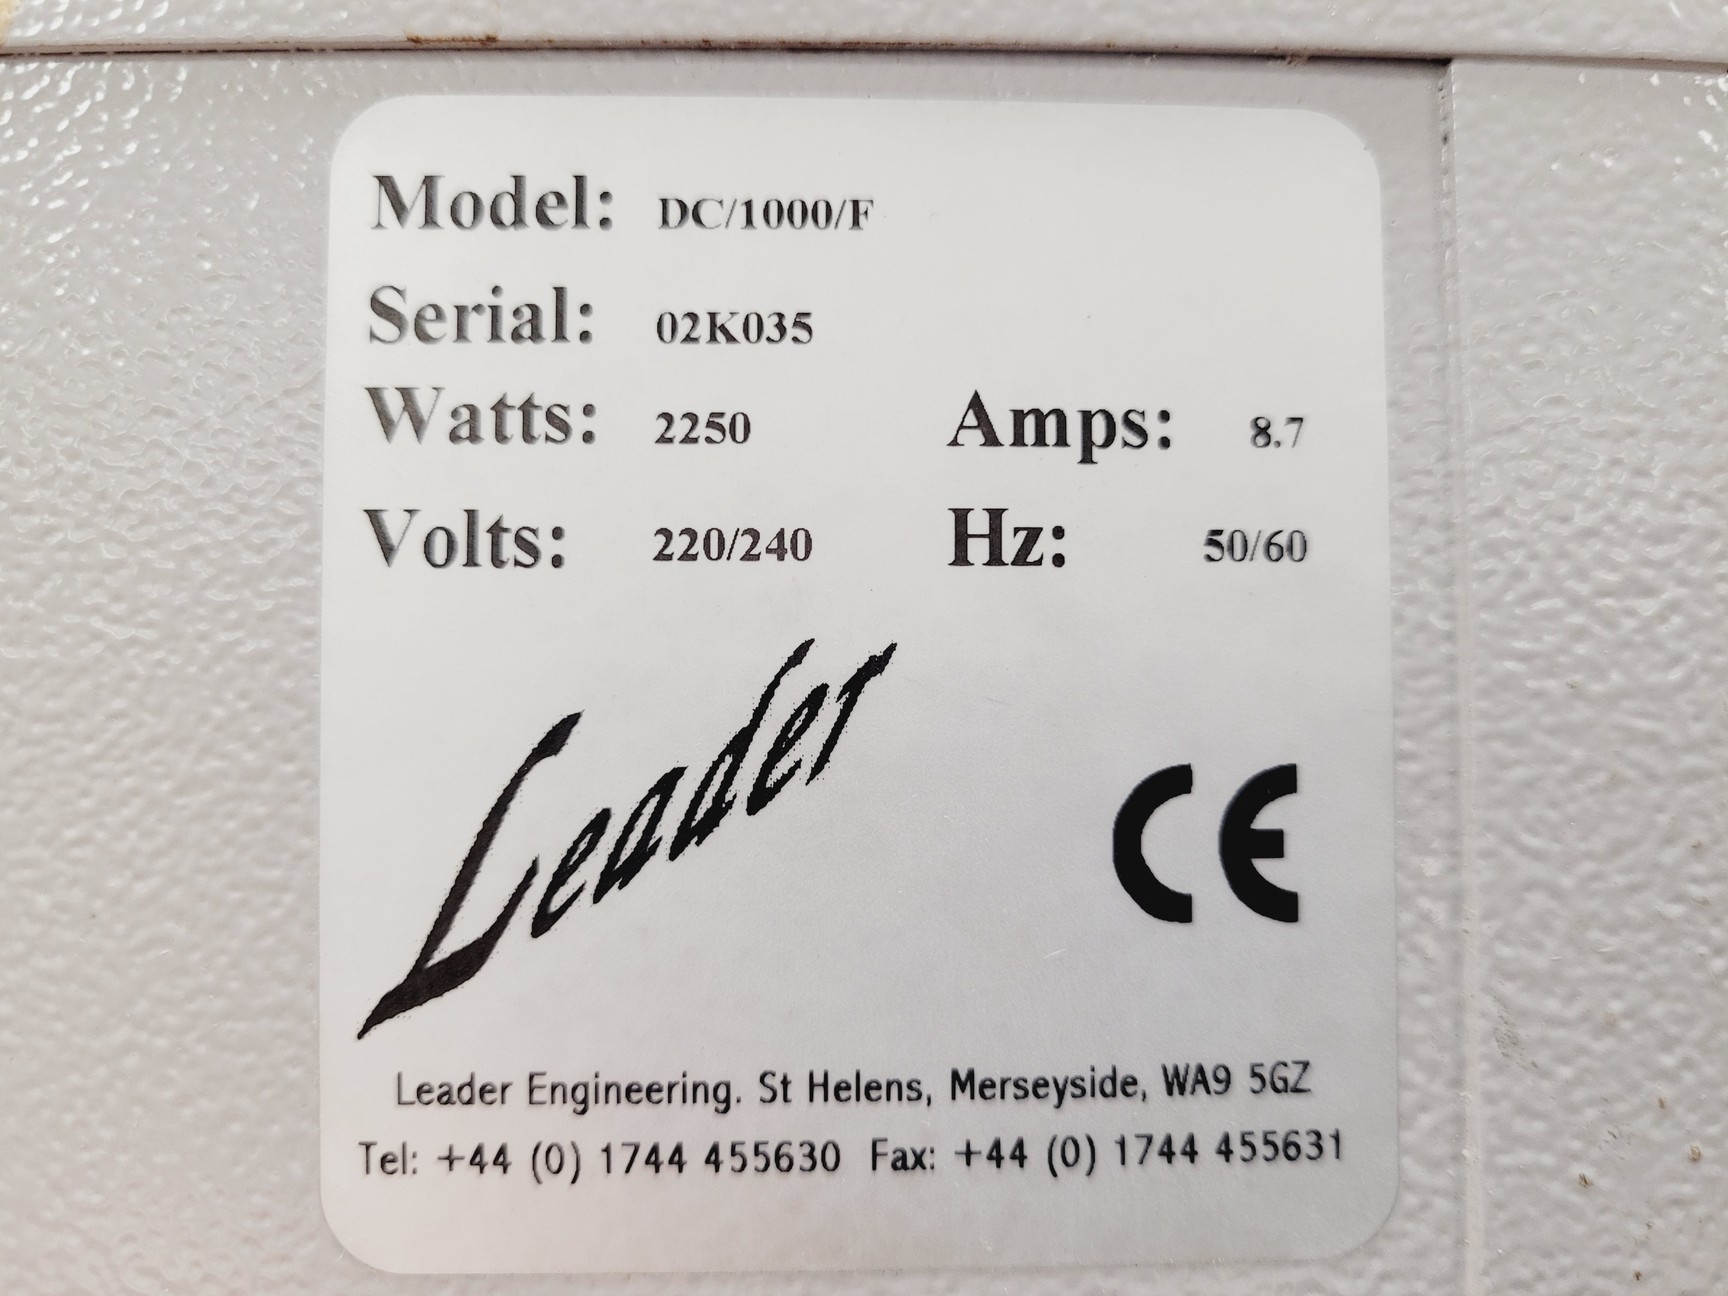 Model: DC/1000/F
Serial: 02K035
Watts: 2250 Amps: 8.7
Volts: 220/240 Hz: 50/60
Leader
CE
Leader Engineering. St Helens, Merseyside, WA9 5GZ
Tel: +44 (0) 1744 455630 Fax: +44 (0) 1744 455631